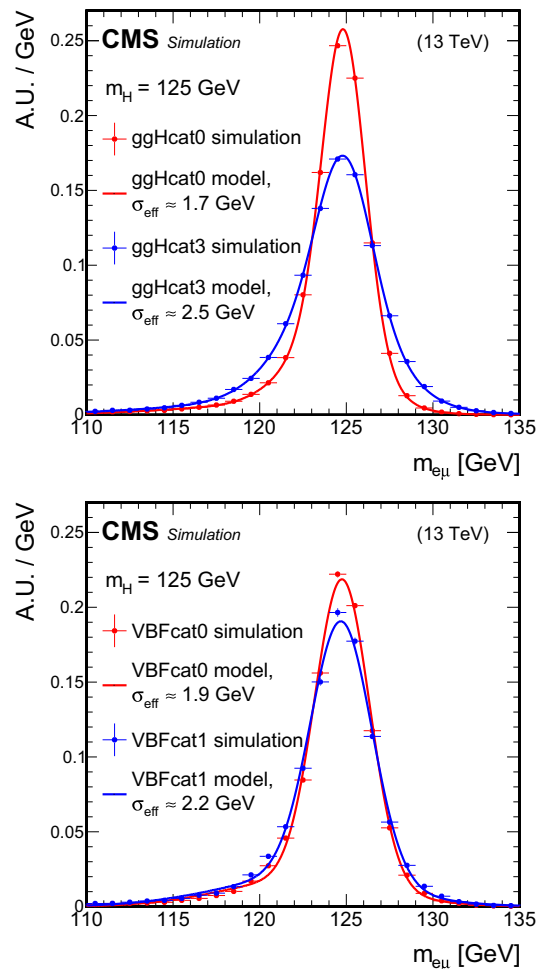 CMS Simulation (13 TeV)
A.U. / GeV
m_H = 125 GeV
ggHcat0 simulation
ggHcat0 model,
σ_eff ≈ 1.7 GeV
ggHcat3 simulation
ggHcat3 model,
σ_eff ≈ 2.5 GeV
0.25
0.2
0.15
0.1
0.05
0
110 115 120 125 130 135
m_eμ [GeV]
CMS Simulation (13 TeV)
A.U. / GeV
m_H = 125 GeV
VBFcat0 simulation
VBFcat0 model,
σ_eff ≈ 1.9 GeV
VBFcat1 simulation
VBFcat1 model,
σ_eff ≈ 2.2 GeV
0.25
0.2
0.15
0.1
0.05
0
110 115 120 125 130 135
m_eμ [GeV]